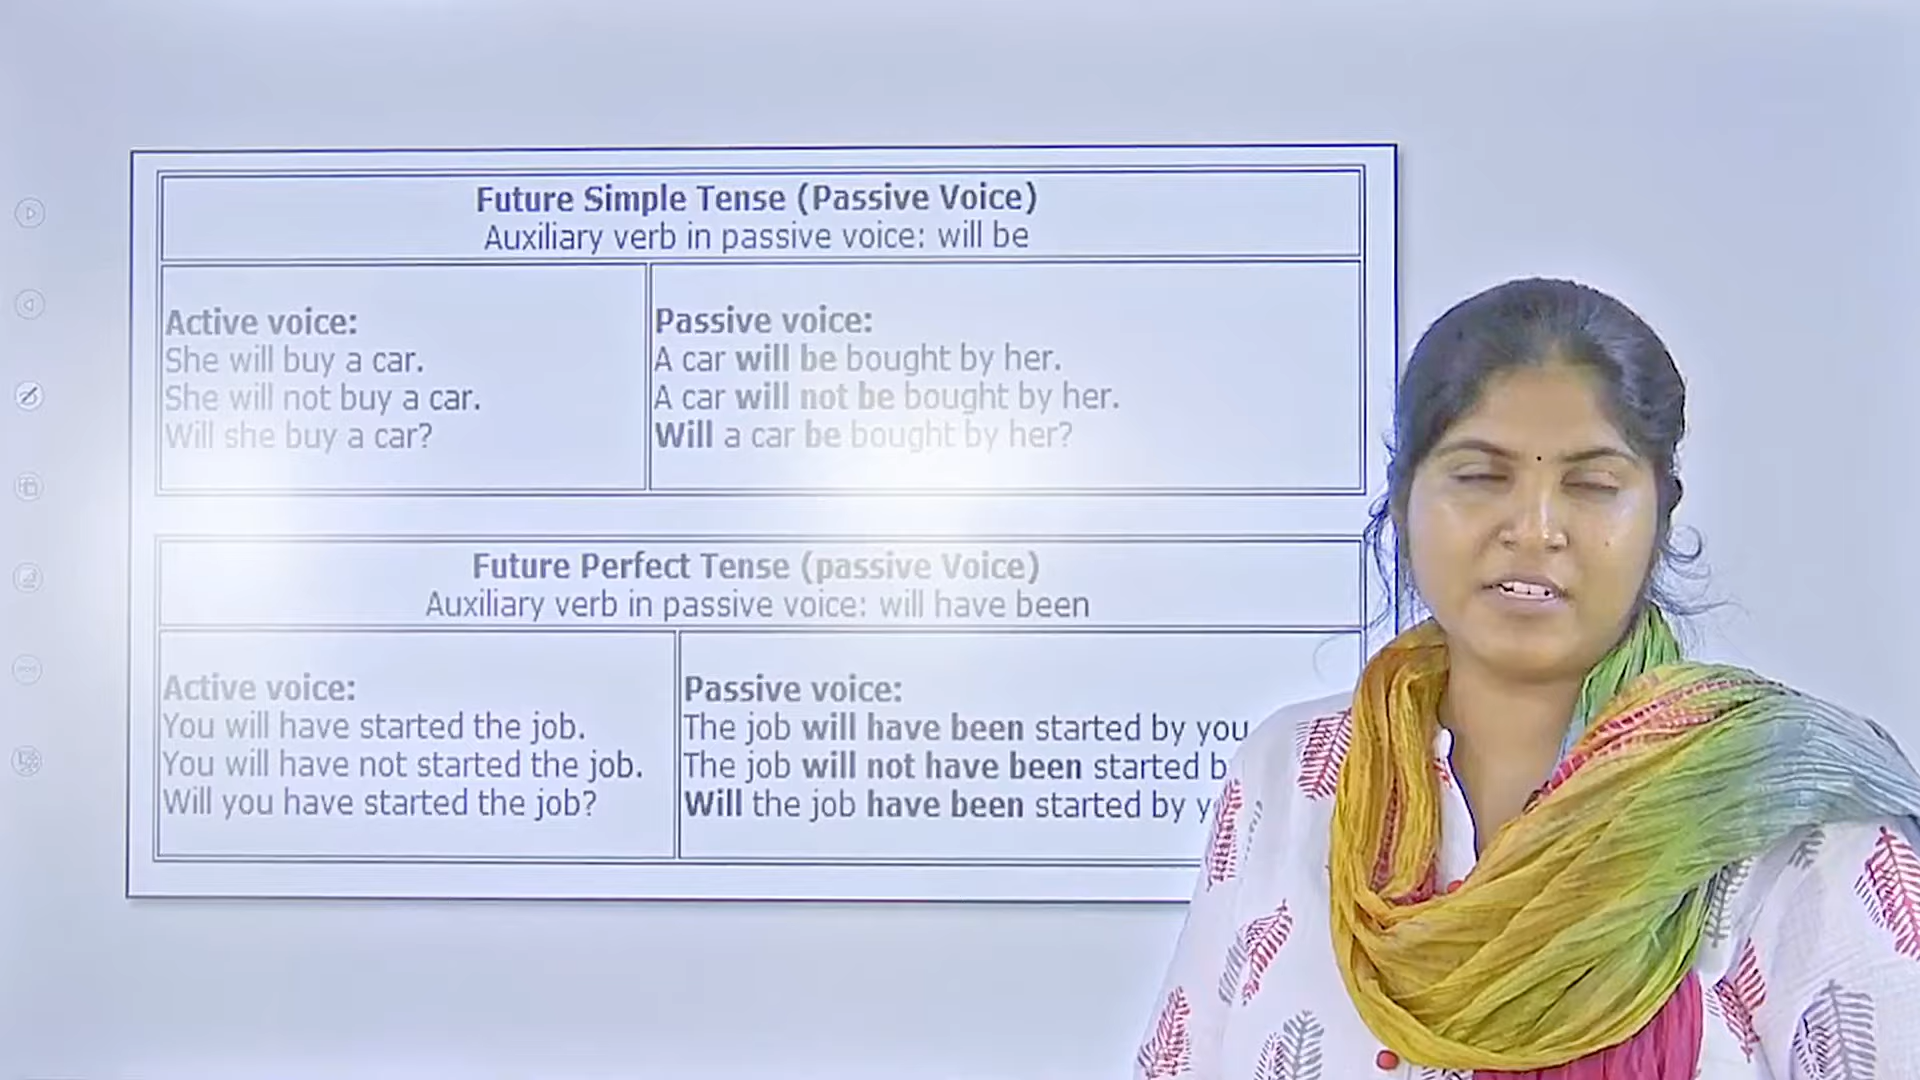 Future Simple Tense (Passive Voice)
Auxiliary verb in passive voice: will be
Active voice:
She will buy a car.
She will not buy a car.
Will she buy a car?
Passive voice:
A car will be bought by her.
A car will not be bought by her.
Will a car be bought by her?
Future Perfect Tense (passive Voice)
Auxiliary verb in passive voice: will have been
Active voice:
You will have started the job.
You will have not started the job.
Will you have started the job?
Passive voice:
The job will have been started by you
The job will not have been started
Will the job have been started by